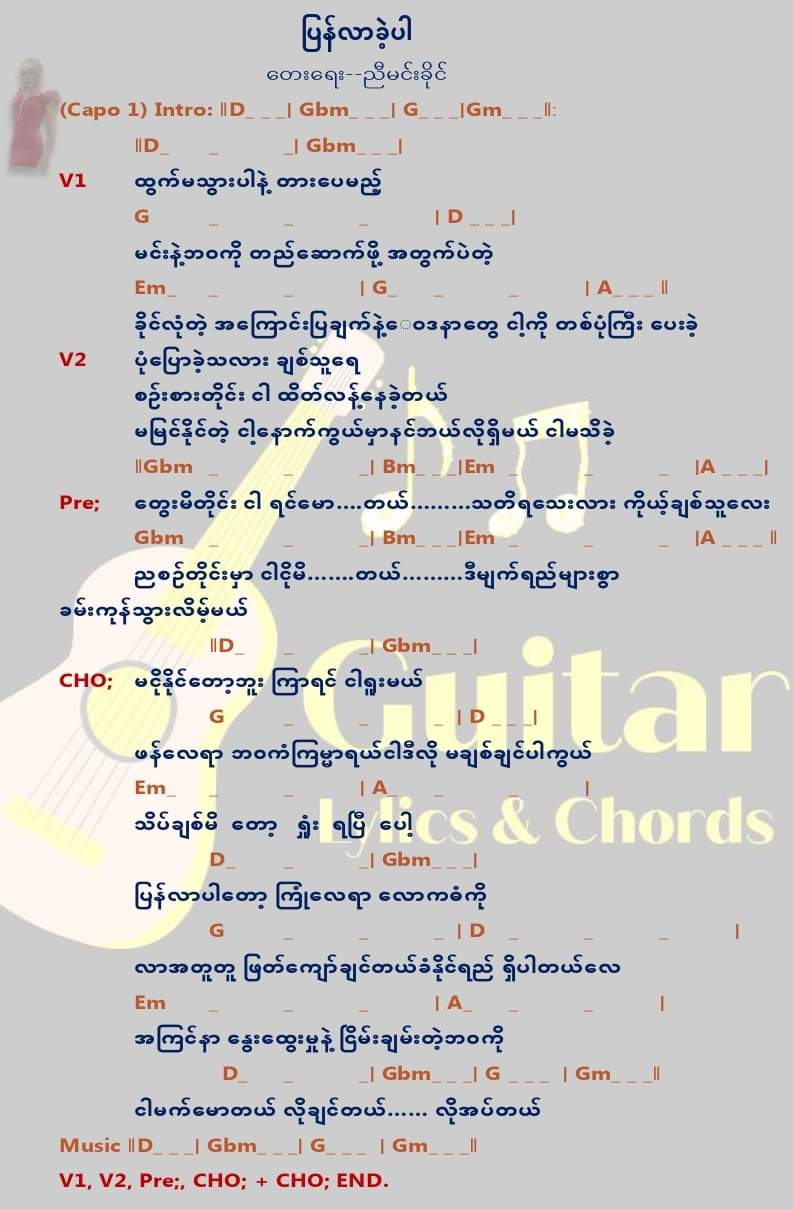 ပြန်လာခဲ့ပါ
တေးရေး--ညီမင်းခိုင်
(Capo 1) Intro: ||D_ _ _| Gbm_ _ _| G_ _ _|Gm_ _ _||:
||D_ _ _| Gbm_ _ _|
V1 ထွက်မသွားပါနဲ့ တားပေမည့်
G _ _ _ | D _ _ _|
မင်းနဲ့ဘဝကို တည်ဆောက်ဖို့ အတွက်ပဲတဲ့
Em_ _ _ | G_ _ _ | A_ _ _ ||
ခိုင်လုံတဲ့ အကြောင်းပြချက်နဲ့ေဝဒနာတွေ ငါ့ကို တစ်ပုံကြီး ပေးခဲ့
V2 ပုံပြောခဲ့သလား ချစ်သူရေ
စဉ်းစားတိုင်း ငါ ထိတ်လန့်နေခဲ့တယ်
မမြင်နိုင်တဲ့ ငါ့နောက်ကွယ်မှာနင်ဘယ်လိုရှိမယ် ငါမသိခဲ့
||Gbm _ _ _| Bm_ _ _|Em _ _ _ |A _ _ _|
Pre; တွေးမိတိုင်း ငါ ရင်မော....တယ်.........သတိရသေးလား ကိုယ့်ချစ်သူလေး
Gbm _ _ _| Bm_ _ _|Em _ _ _ |A _ _ _ ||
ညစဉ်တိုင်းမှာ ငါငိုမိ.......တယ်.........ဒီမျက်ရည်များစွာ
ခမ်းကုန်သွားလိမ့်မယ်
||D_ _ _| Gbm_ _ _|
CHO; မငိုနိုင်တော့ဘူး ကြာရင် ငါရူးမယ်
G _ _ _ | D _ _ _|
ဖန်လေရာ ဘဝကံကြမ္မာရယ်ငါဒီလို မချစ်ချင်ပါကွယ်
Em_ _ _ | A_ _ _ |
သိပ်ချစ်မိ တော့ ရှုံး ရပြီ ပေါ့
D_ _ _| Gbm_ _ _|
ပြန်လာပါတော့ ကြုံလေရာ လောကဓံကို
G _ _ _ | D _ _ _ |
လာအတူတူ ဖြတ်ကျော်ချင်တယ်ခံနိုင်ရည် ရှိပါတယ်လေ
Em _ _ _ | A_ _ _ |
အကြင်နာ နွေးထွေးမှုနဲ့ ငြိမ်းချမ်းတဲ့ဘဝကို
D_ _ _| Gbm_ _ _| G _ _ _ | Gm_ _ _||
ငါမက်မောတယ် လိုချင်တယ်...... လိုအပ်တယ်
Music ||D_ _ _| Gbm_ _ _| G_ _ _ | Gm_ _ _||
V1, V2, Pre;, CHO; + CHO; END.
Guitar
Lylics & Chords